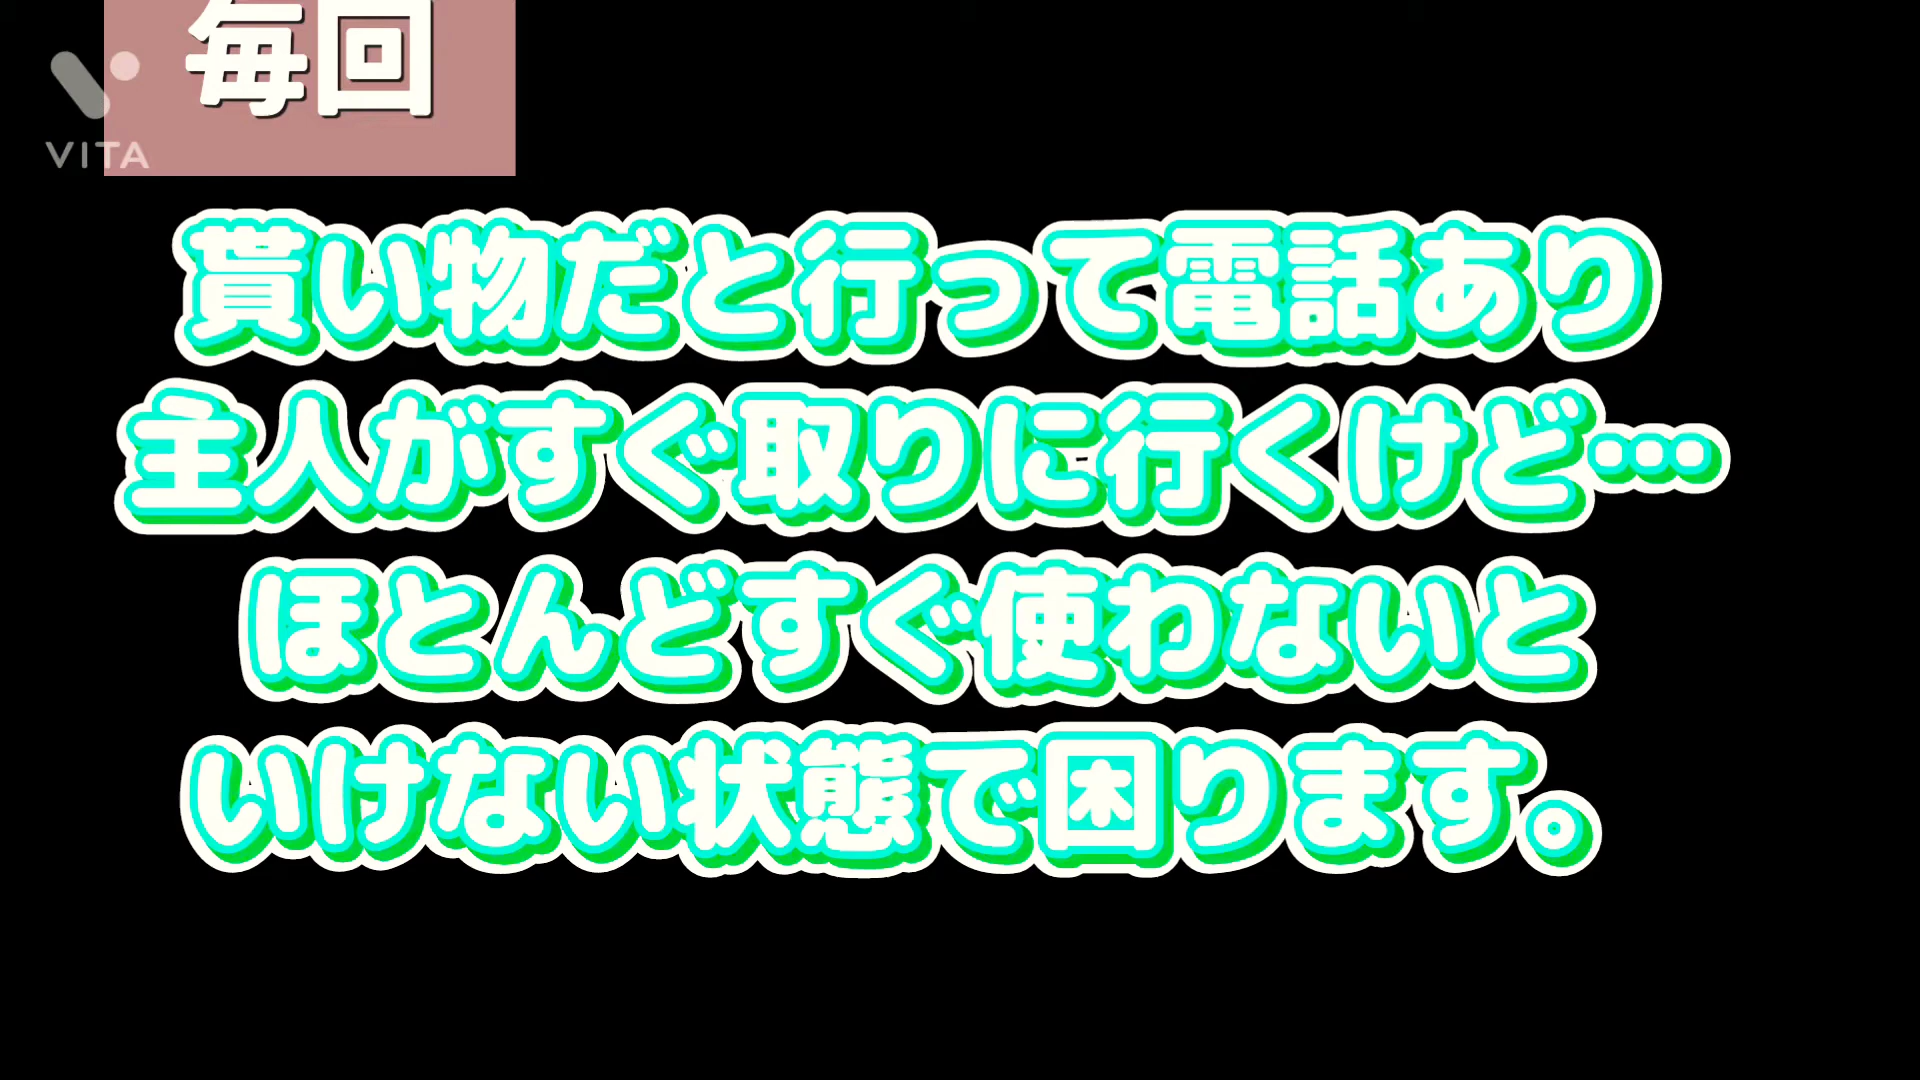 毎回
VITA
貰い物だと行って電話あり
主人がすぐ取りに行くけど…
ほとんどすぐ使わないと
いけない状態で困ります。